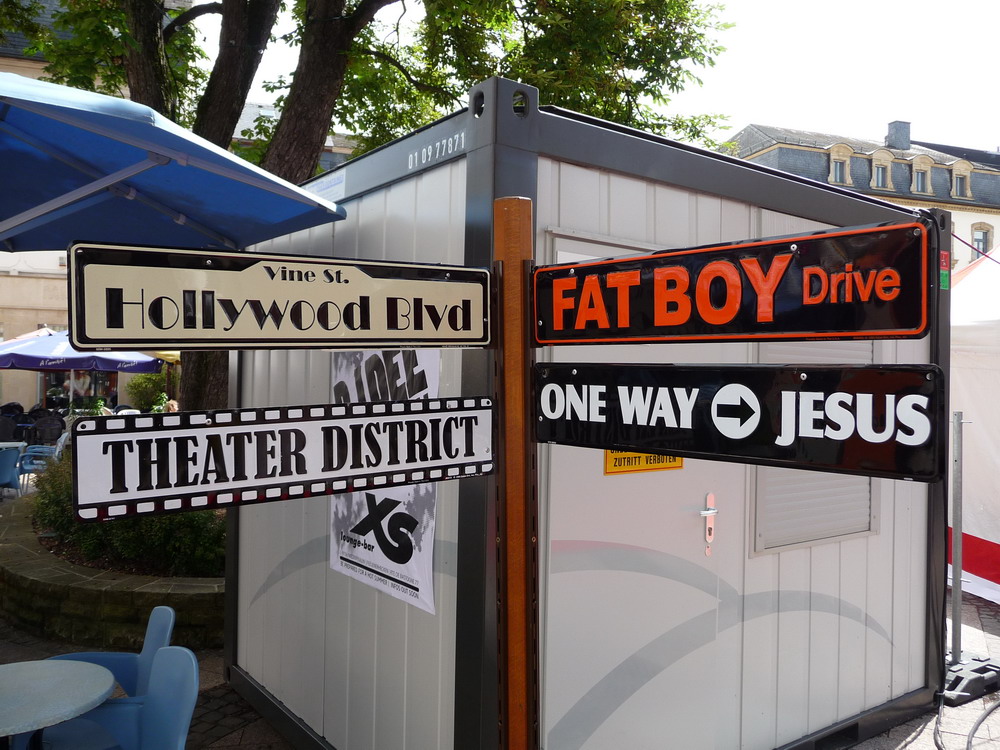 01 09 77871
Vine St.
Hollywood Blvd
FAT BOY Drive
THEATER DISTRICT
ONE WAY JESUS
ZUTRITT VERBOTEN
XS
lounge-bar